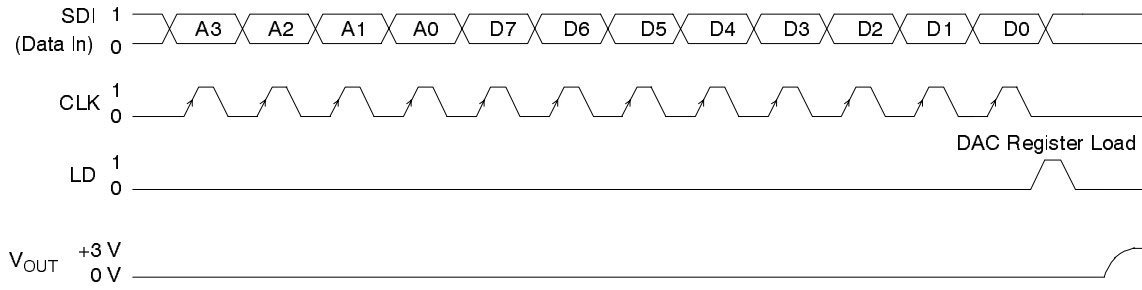 SDI 1
(Data In) 0
A3 A2 A1 A0 D7 D6 D5 D4 D3 D2 D1 D0
CLK 1
0
DAC Register Load
LD 1
0
VOUT +3 V
0 V